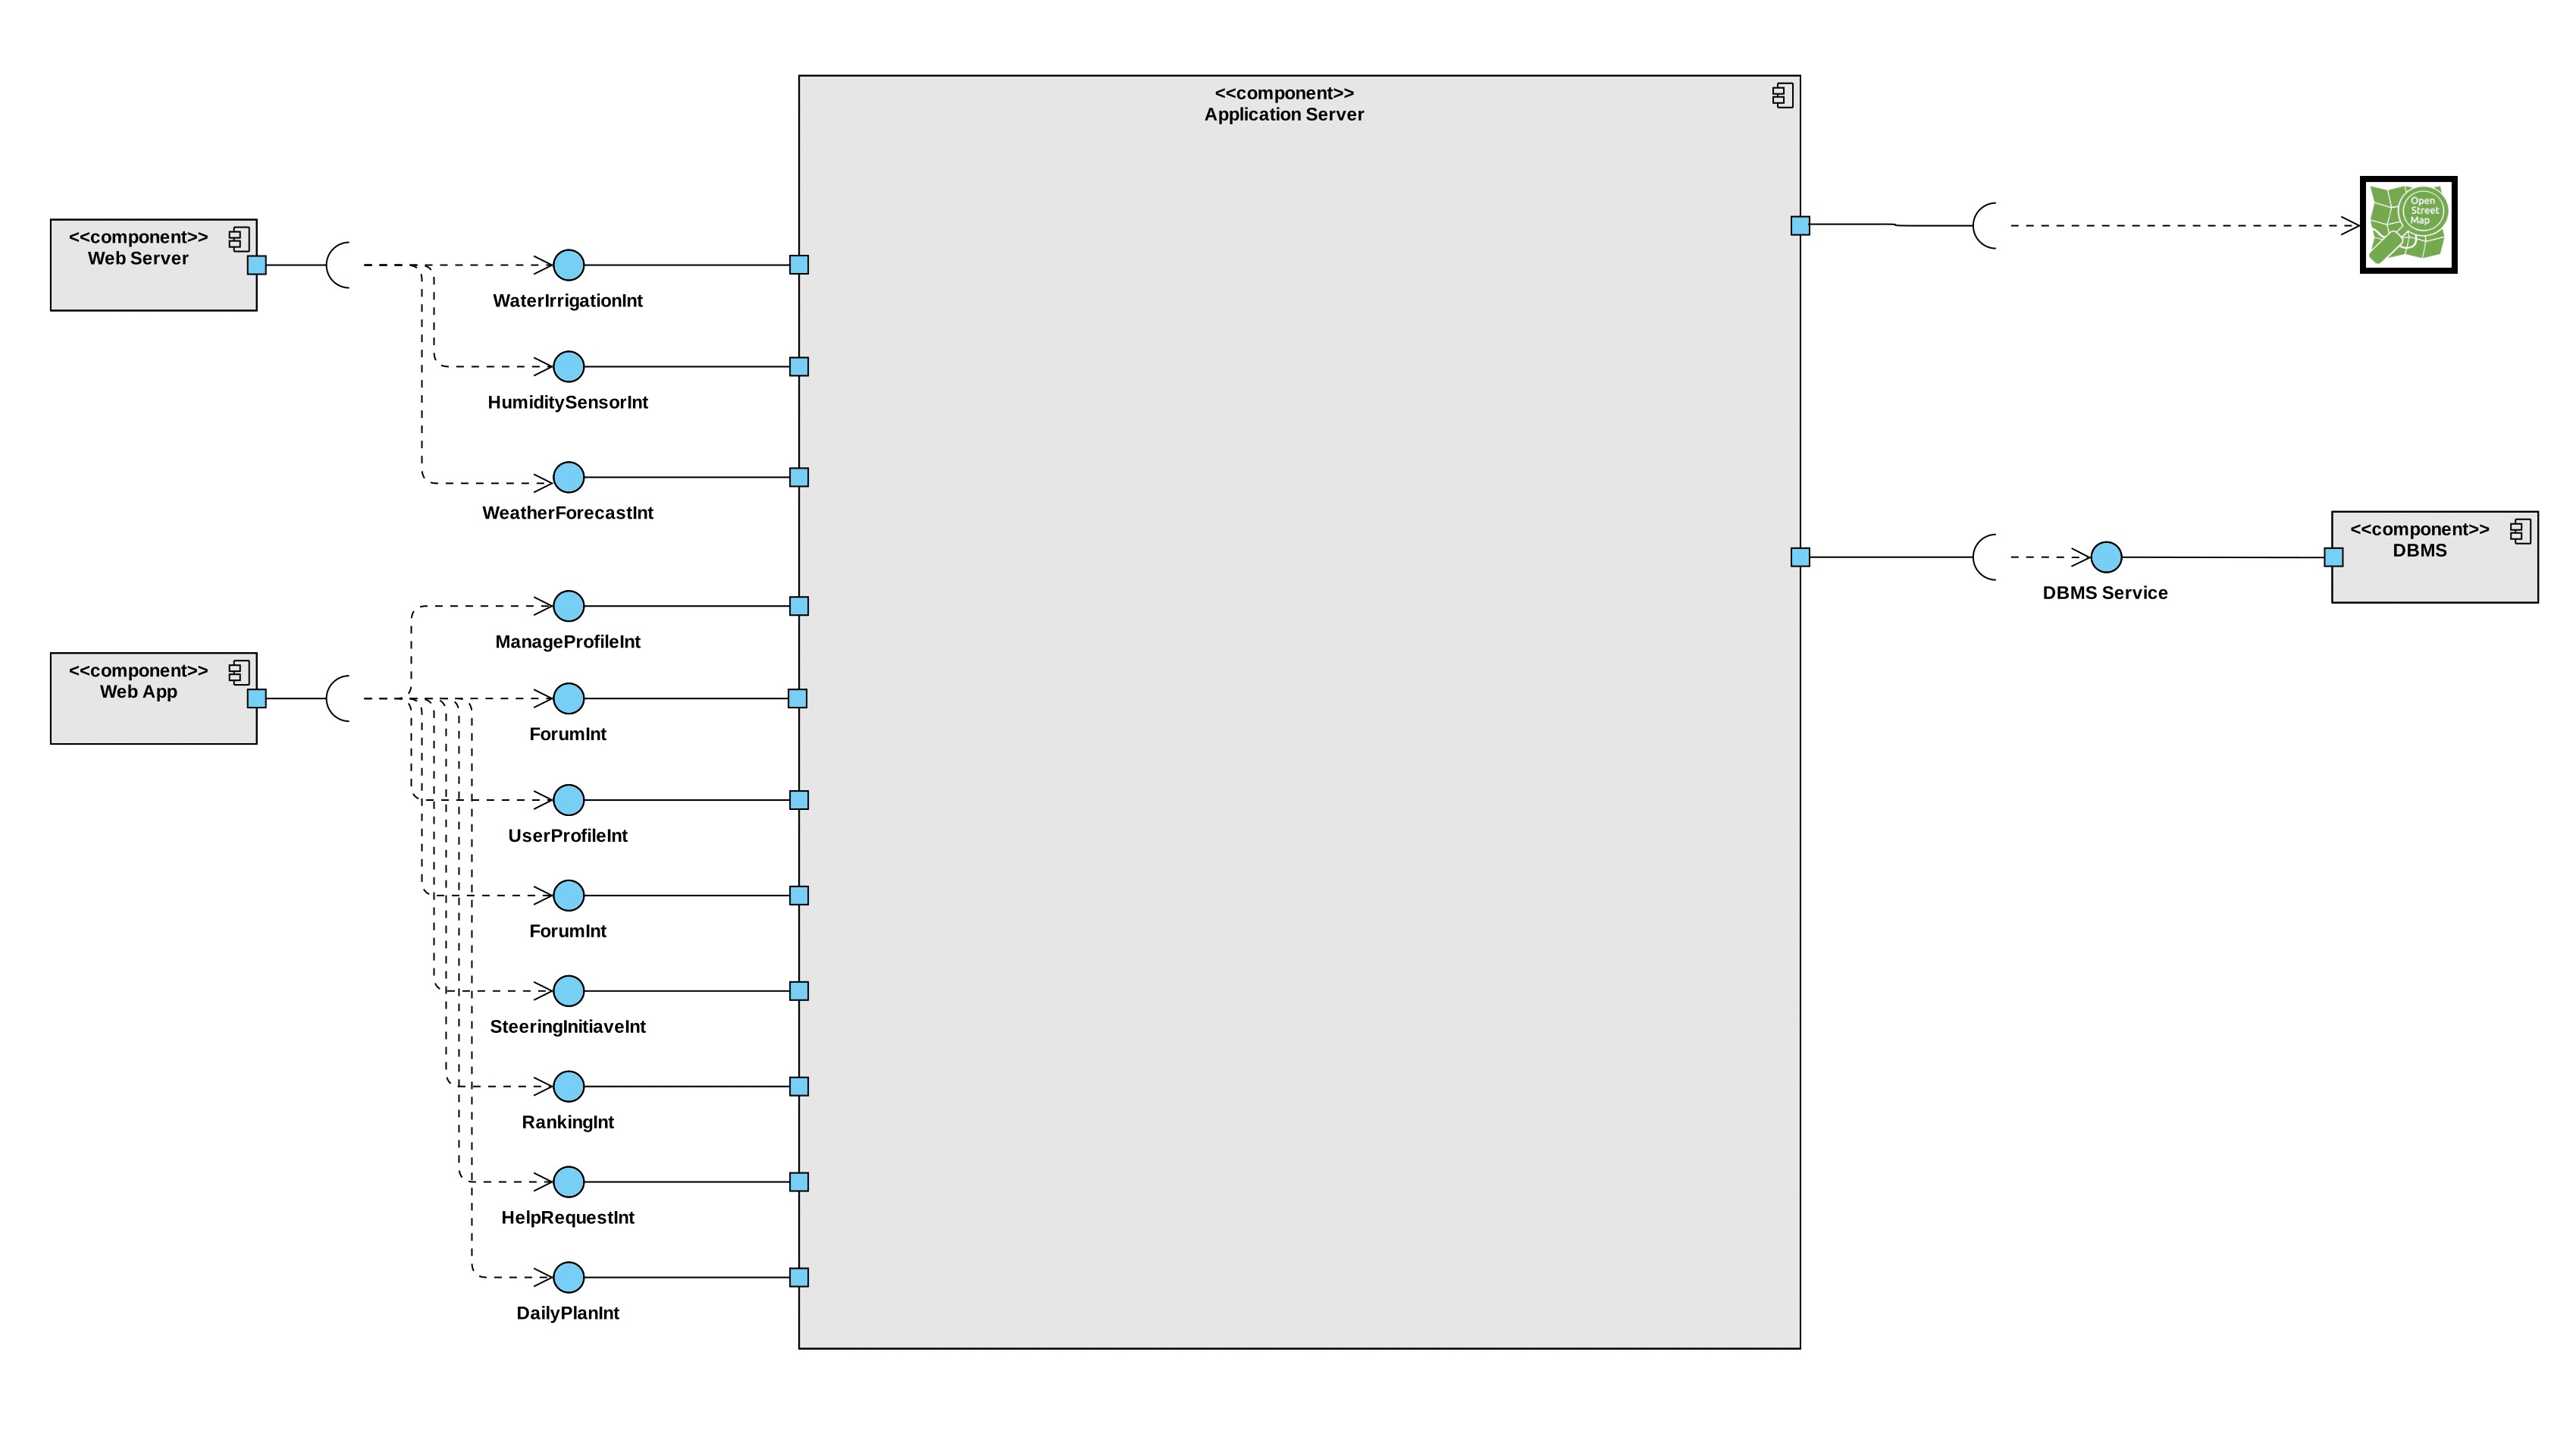 <<component>>
Application Server
<<component>>
Web Server
WaterIrrigationInt
HumiditySensorInt
WeatherForecastInt
<<component>>
Web App
ManageProfileInt
ForumInt
UserProfileInt
ForumInt
SteeringInitiaveInt
RankingInt
HelpRequestInt
DailyPlanInt
Open
Street
Map
DBMS Service
<<component>>
DBMS